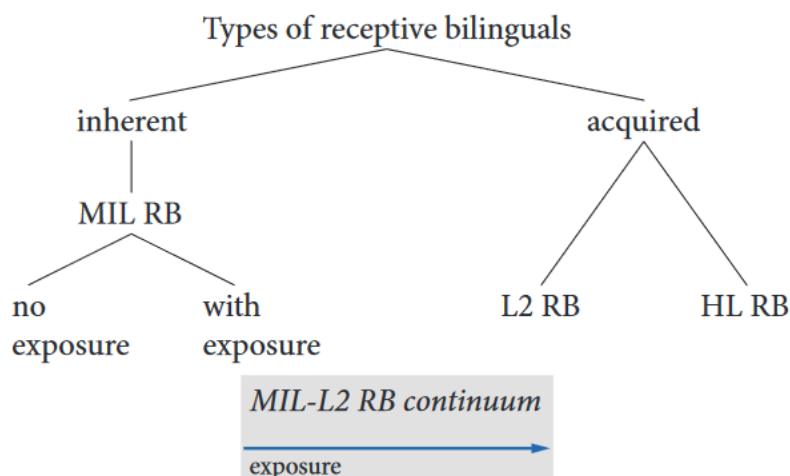 Types of receptive bilinguals
inherent
acquired
MIL RB
no
exposure
with
exposure
L2 RB
HL RB
MIL-L2 RB continuum
exposure